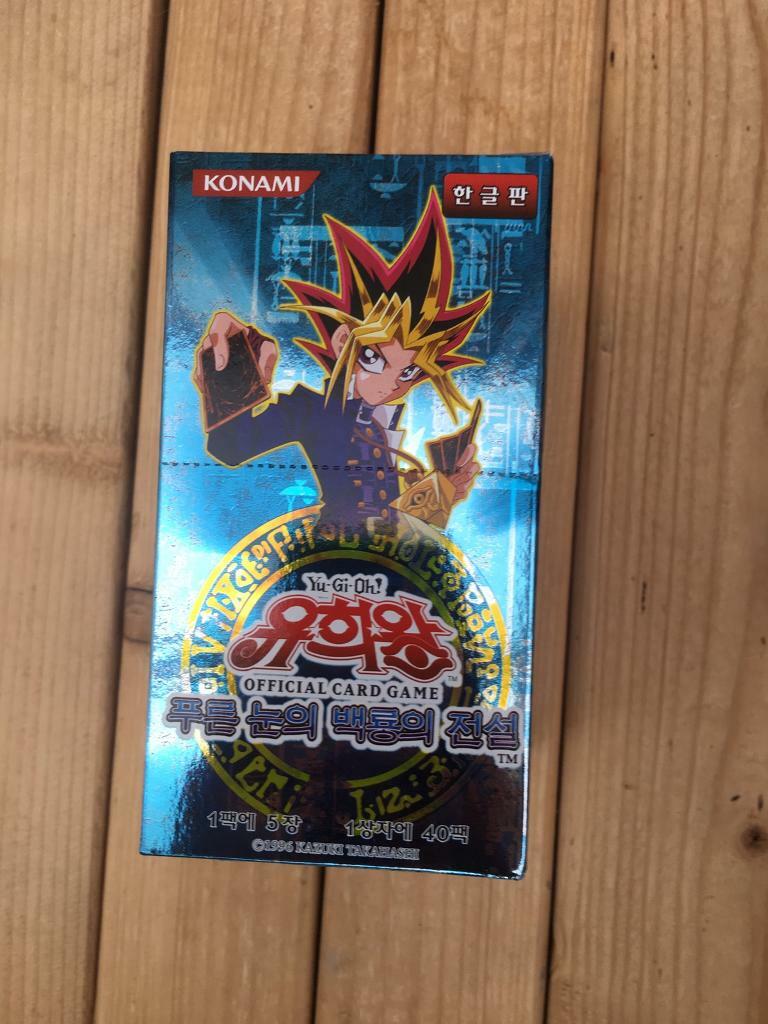 KONAMI
한글판
Yu-Gi-Oh!
유희왕 TM
OFFICIAL CARD GAME
푸른 눈의 백룡의 전설 TM
1팩에 5장 1상자에 40팩
©1996 KAZUKI TAKAHASHI